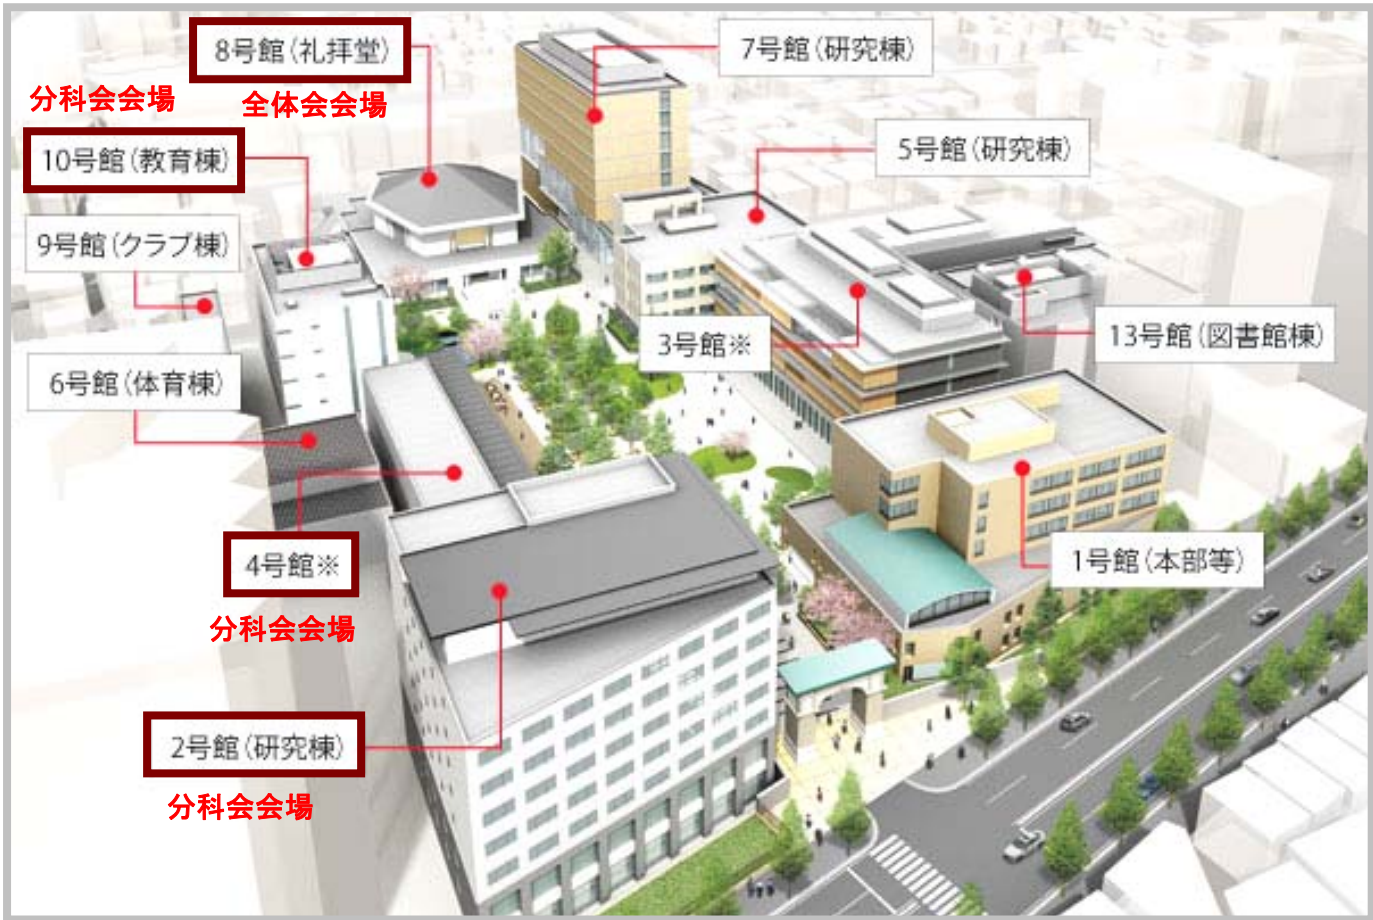 8号館(礼拝堂)
7号館(研究棟)
分科会会場
全体会会場
10号館(教育棟)
5号館(研究棟)
9号館(クラブ棟)
3号館※
13号館(図書館棟)
6号館(体育棟)
4号館※
1号館(本部等)
分科会会場
2号館(研究棟)
分科会会場